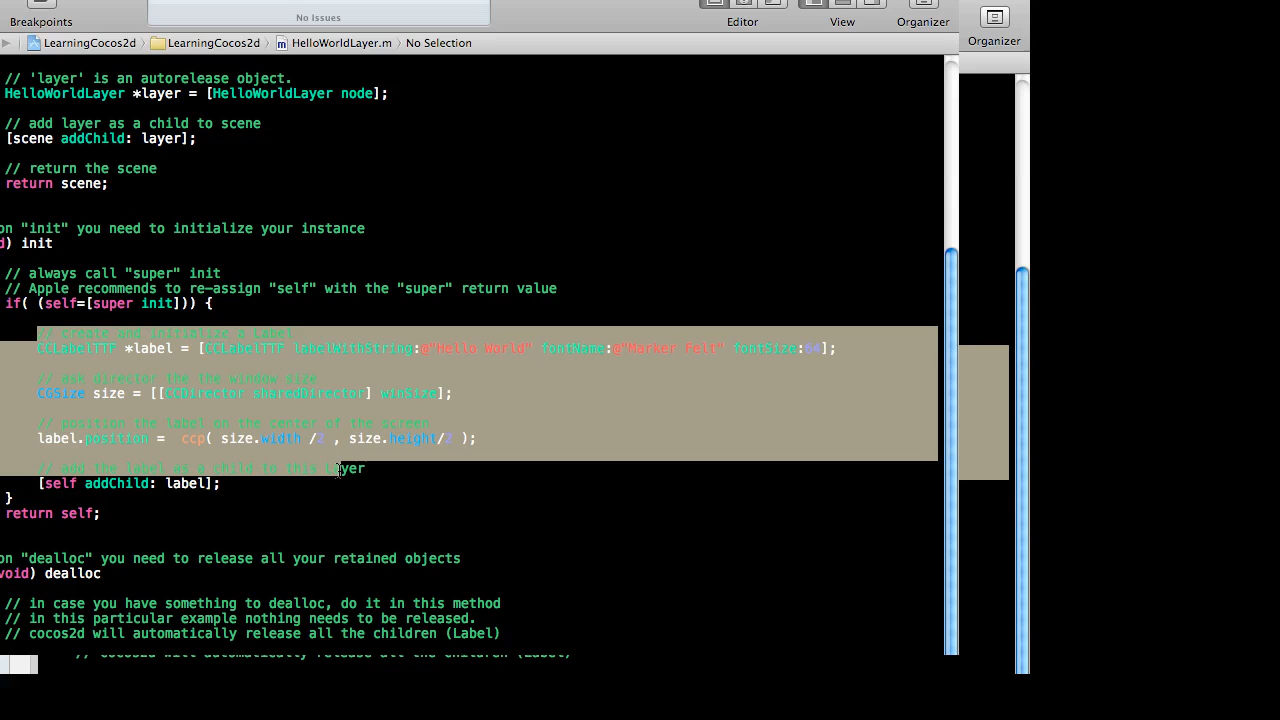 Breakpoints
No Issues
Editor
View
Organizer
Organizer
LearningCocos2d
LearningCocos2d
HelloWorldLayer.m
No Selection
// 'layer' is an autorelease object.
HelloWorldLayer *layer = [HelloWorldLayer node];
// add layer as a child to scene
[scene addChild: layer];
// return the scene
return scene;
on "init" you need to initialize your instance
d) init
// always call "super" init
// Apple recommends to re-assign "self" with the "super" return value
if( (self=[super init])) {
// create and initialize a Label
CCLabelTTF *label = [CCLabelTTF labelWithString:@"Hello World" fontName:@"Marker Felt" fontSize:64];
// ask director the the window size
CGSize size = [[CCDirector sharedDirector] winSize];
// position the label on the center of the screen
label.position =  ccp( size.width /2 , size.height/2 );
// add the label as a child to this Layer
[self addChild: label];
}
return self;
on "dealloc" you need to release all your retained objects
void) dealloc
// in case you have something to dealloc, do it in this method
// in this particular example nothing needs to be released.
// cocos2d will automatically release all the children (Label)
// cocos2d will automatically release all the children (Label)